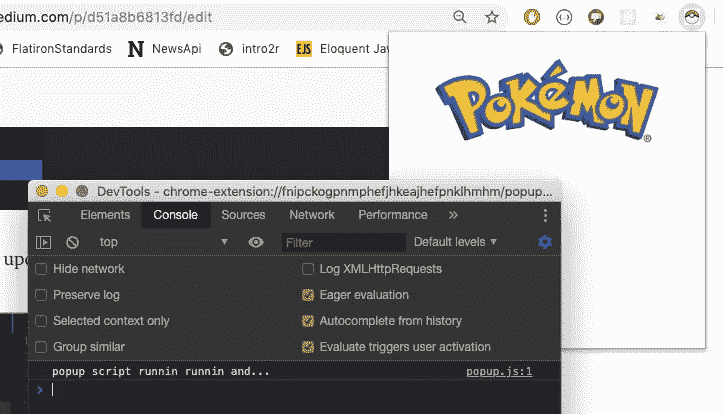 edium.com/p/d51a8b6813fd/edit
FlatironStandards NewsApi intro2r EJS Eloquent Jav
POKéMON
®
DevTools - chrome-extension://fnipckogpnmphefjhkeajhefpnklhmhm/popup...
Elements Console Sources Network Performance »
top Filter Default levels
Hide network Log XMLHttpRequests
upd
Preserve log Eager evaluation
Selected context only Autocomplete from history
Group similar Evaluate triggers user activation
popup script runnin runnin and... popup.js:1
>